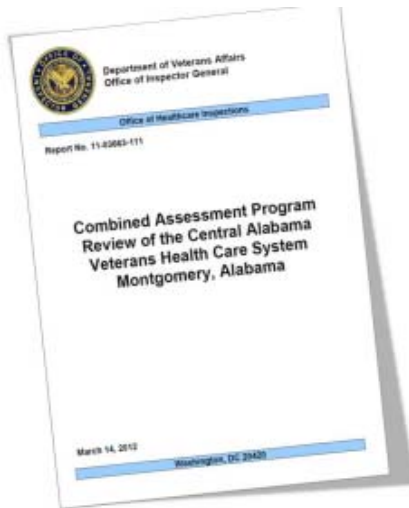 Department of Veterans Affairs
Office of Inspector General
Office of Healthcare Inspections
Report No. 11-03663-111
Combined Assessment Program
Review of the Central Alabama
Veterans Health Care System
Montgomery, Alabama
March 14, 2012
Washington, DC 20420